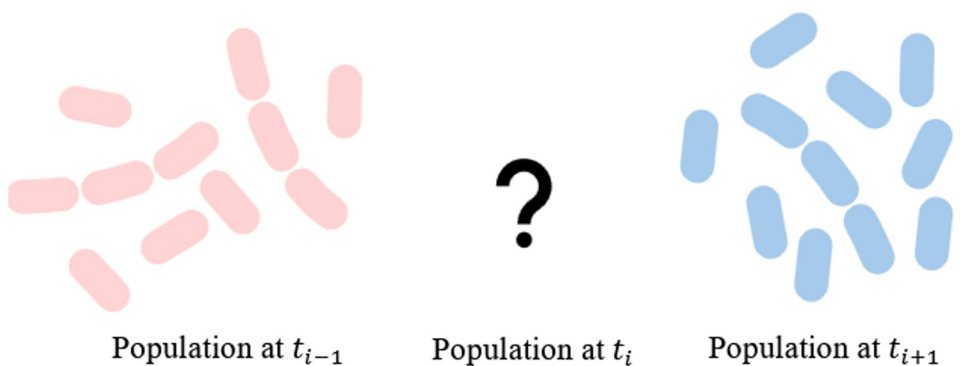 ?
Population at t_{i−1} Population at t_i Population at t_{i+1}